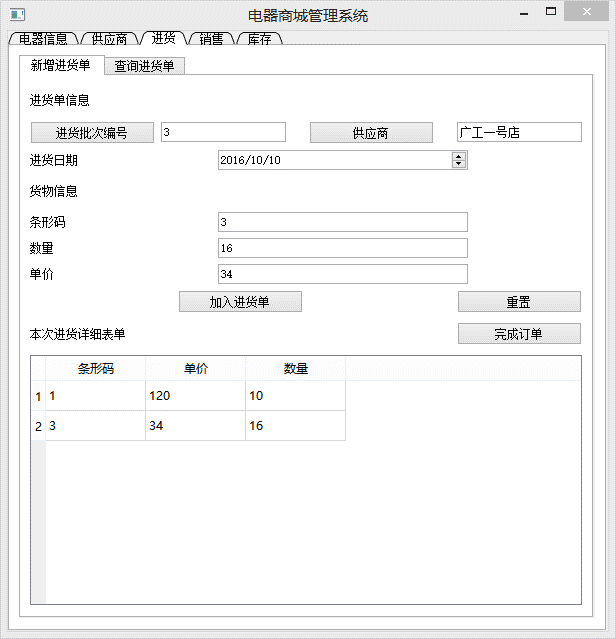 电器商城管理系统
电器信息 供应商 进货 销售 库存
新增进货单 查询进货单
进货单信息
进货批次编号 3 供应商 广工一号店
进货日期 2016/10/10
货物信息
条形码 3
数量 16
单价 34
加入进货单 重置
本次进货详细表单 完成订单
条形码 单价 数量
1 1 120 10
2 3 34 16